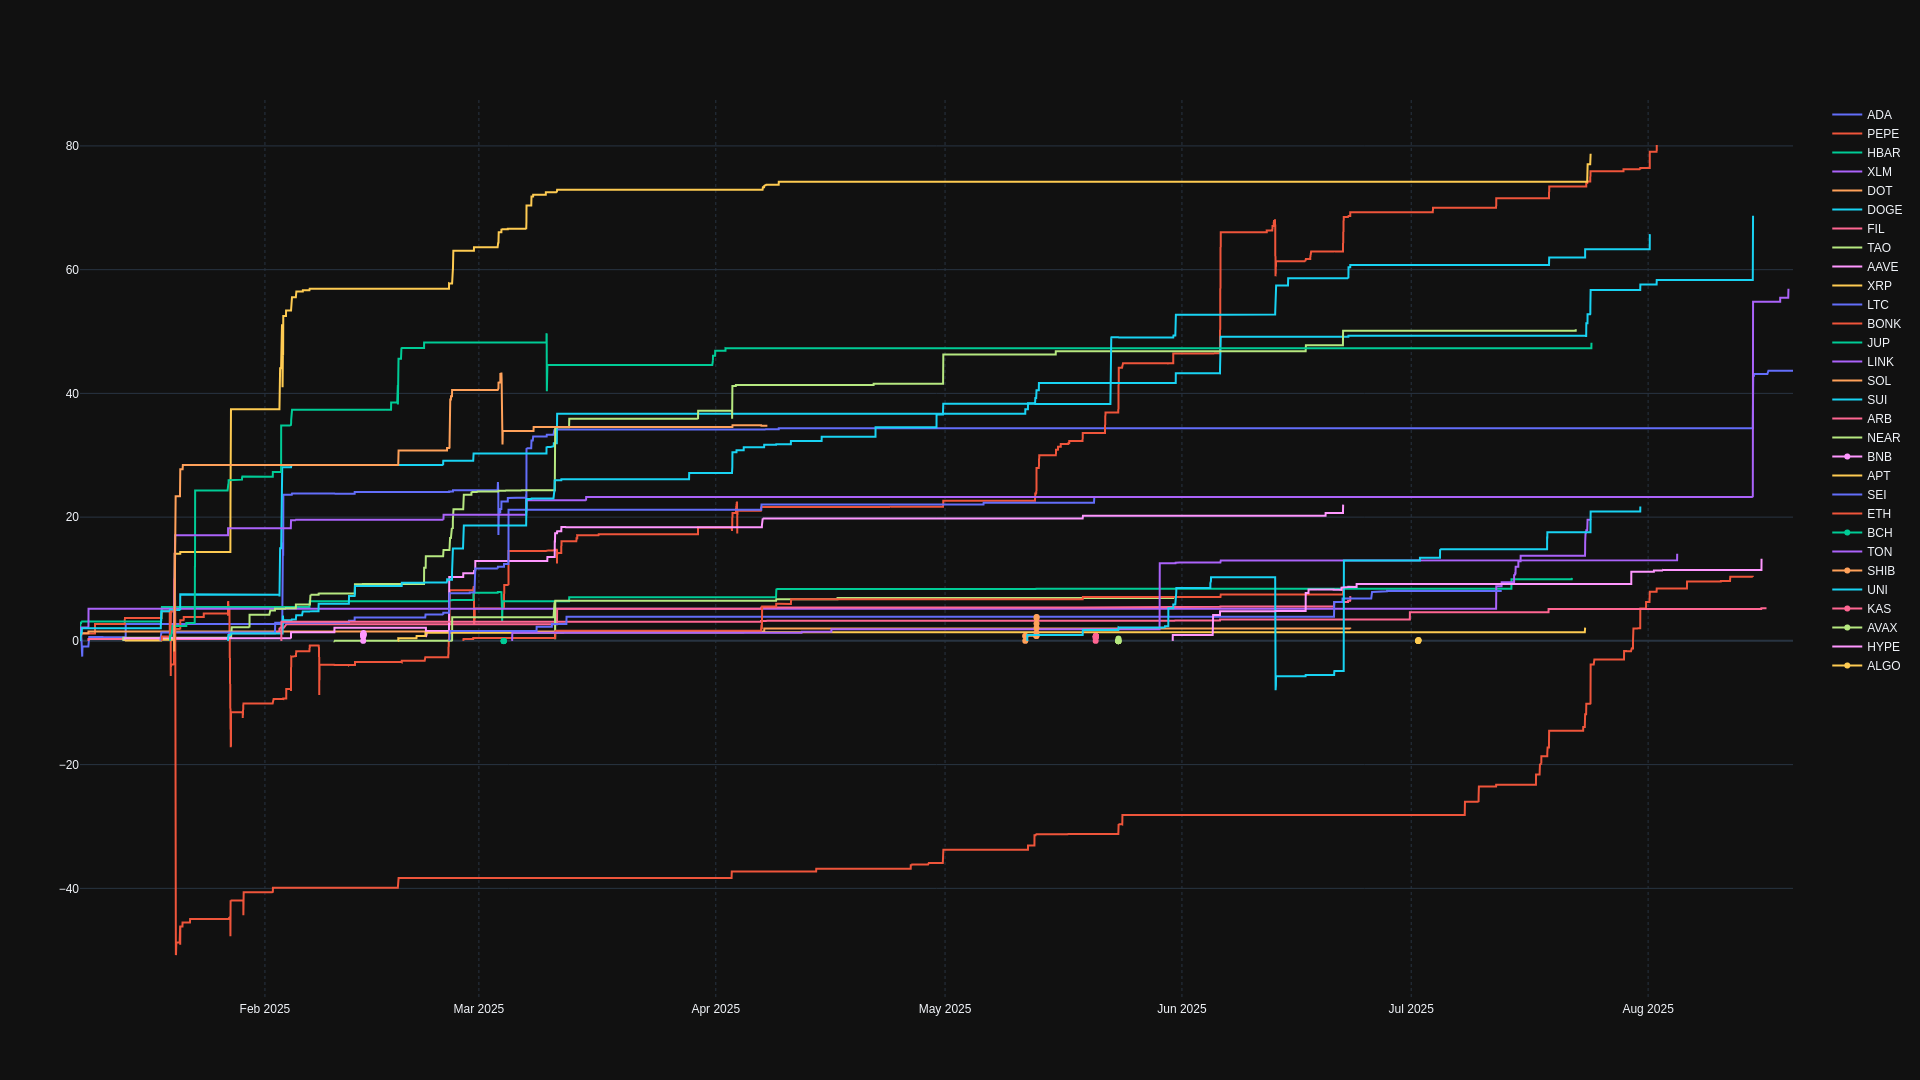 80
60
40
20
0
−20
−40
Feb 2025
Mar 2025
Apr 2025
May 2025
Jun 2025
Jul 2025
Aug 2025
ADA
PEPE
HBAR
XLM
DOT
DOGE
FIL
TAO
AAVE
XRP
LTC
BONK
JUP
LINK
SOL
SUI
ARB
NEAR
BNB
APT
SEI
ETH
BCH
TON
SHIB
UNI
KAS
AVAX
HYPE
ALGO